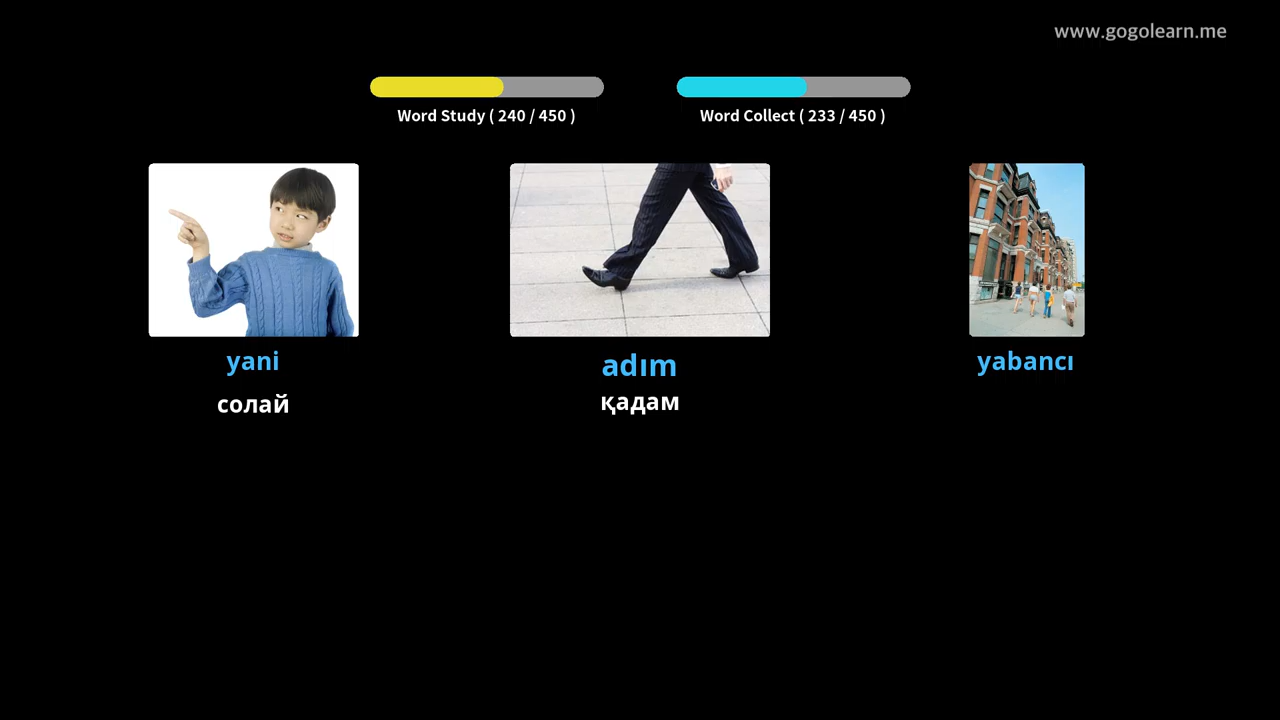 www.gogolearn.me
Word Study ( 240 / 450 )
Word Collect ( 233 / 450 )
yani
adım
yabancı
солай
қадам